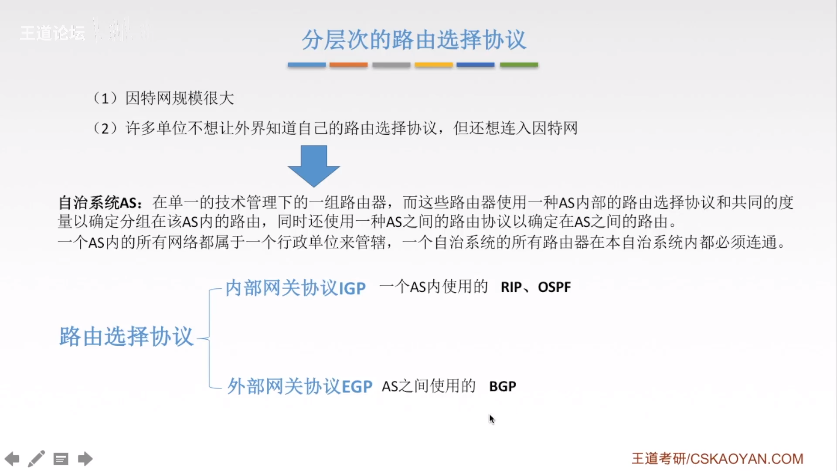 王道论坛
分层次的路由选择协议
（1）因特网规模很大
（2）许多单位不想让外界知道自己的路由选择协议，但还想连入因特网
自治系统AS：在单一的技术管理下的一组路由器，而这些路由器使用一种AS内部的路由选择协议和共同的度
量以确定分组在该AS内的路由，同时还使用一种AS之间的路由协议以确定在AS之间的路由。
一个AS内的所有网络都属于一个行政单位来管辖，一个自治系统的所有路由器在本自治系统内都必须连通。
内部网关协议IGP 一个AS内使用的 RIP、OSPF
路由选择协议
外部网关协议EGP AS之间使用的 BGP
王道考研/CSKAOYAN.COM